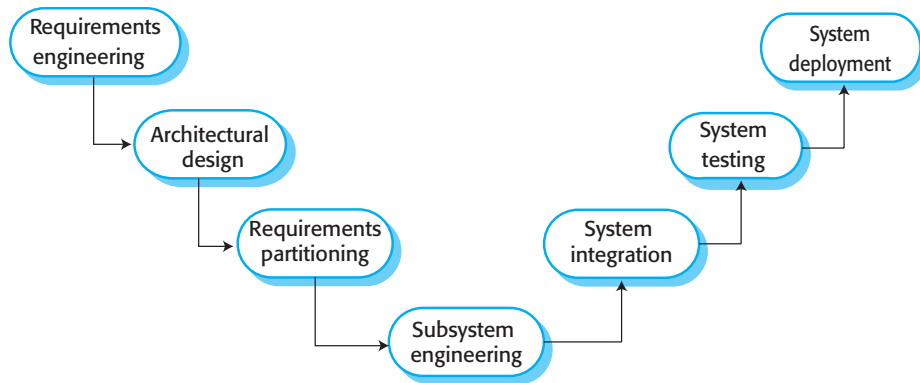 Requirements
engineering
Architectural
design
Requirements
partitioning
Subsystem
engineering
System
integration
System
testing
System
deployment